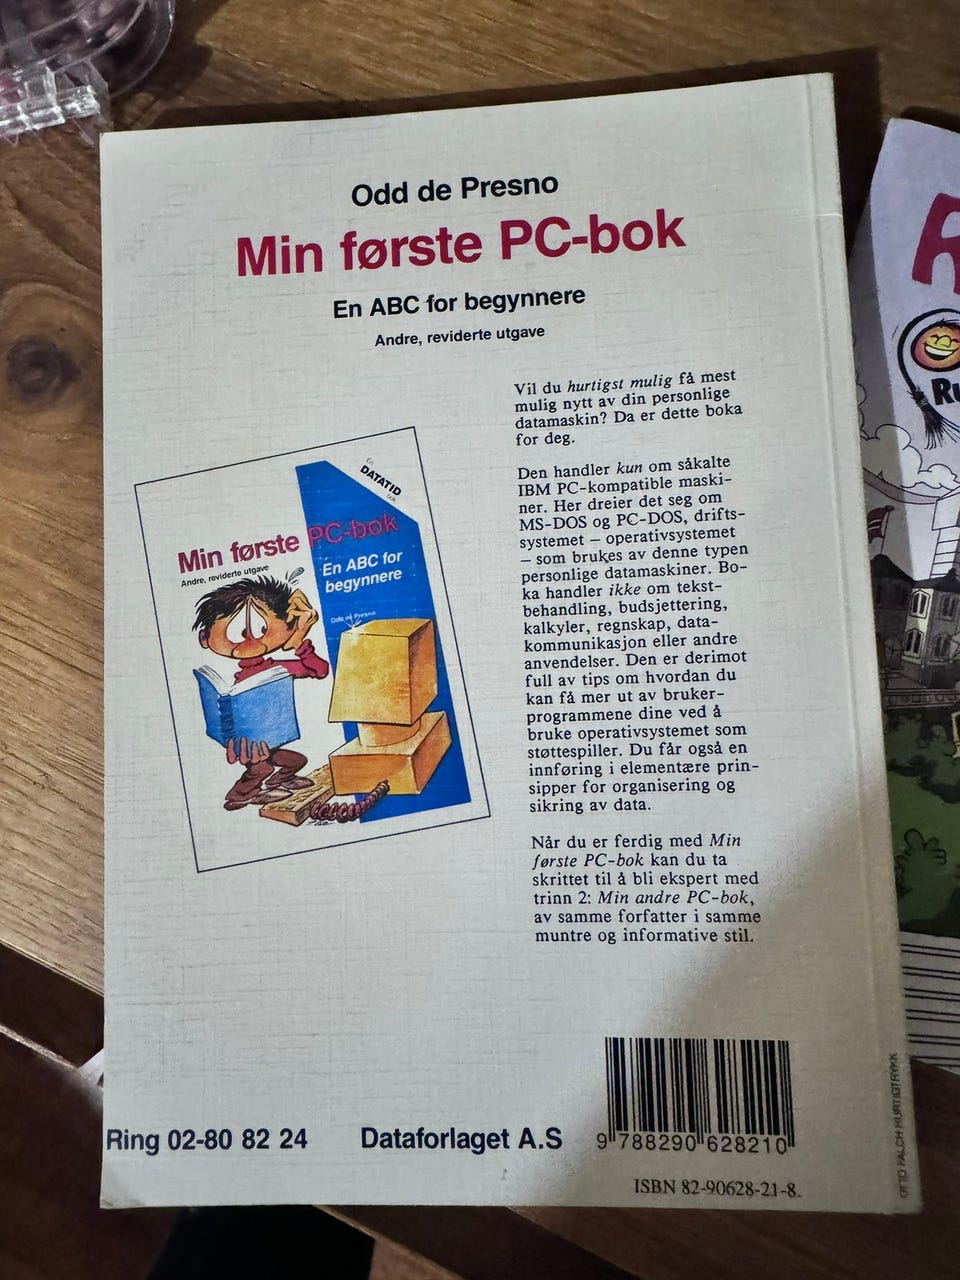 Odd de Presno
Min første PC-bok
En ABC for begynnere
Andre, reviderte utgave
Vil du hurtigst mulig få mest
mulig nytt av din personlige
datamaskin? Da er dette boka
for deg.
Den handler kun om såkalte
IBM PC-kompatible maski-
ner. Her dreier det seg om
MS-DOS og PC-DOS, drifts-
systemet – operativsystemet
– som brukes av denne typen
personlige datamaskiner. Bo-
ka handler ikke om tekst-
behandling, budsjettering,
kalkyler, regnskap, data-
kommunikasjon eller andre
anvendelser. Den er derimot
full av tips om hvordan du
kan få mer ut av bruker-
programmene dine ved å
bruke operativsystemet som
støttespiller. Du får også en
innføring i elementære prin-
sipper for organisering og
sikring av data.
Når du er ferdig med Min
første PC-bok kan du ta
skrittet til å bli ekspert med
trinn 2: Min andre PC-bok,
av samme forfatter i samme
muntre og informative stil.
En
DATATID
bok
Min første PC-bok
Andre, reviderte utgave
En ABC for
begynnere
Odd de Presno
Ring 02-80 82 24
Dataforlaget A.S
9 788290 628210
ISBN 82-90628-21-8.
OTTO FALCH HURTIGTRYKK
R
Ru